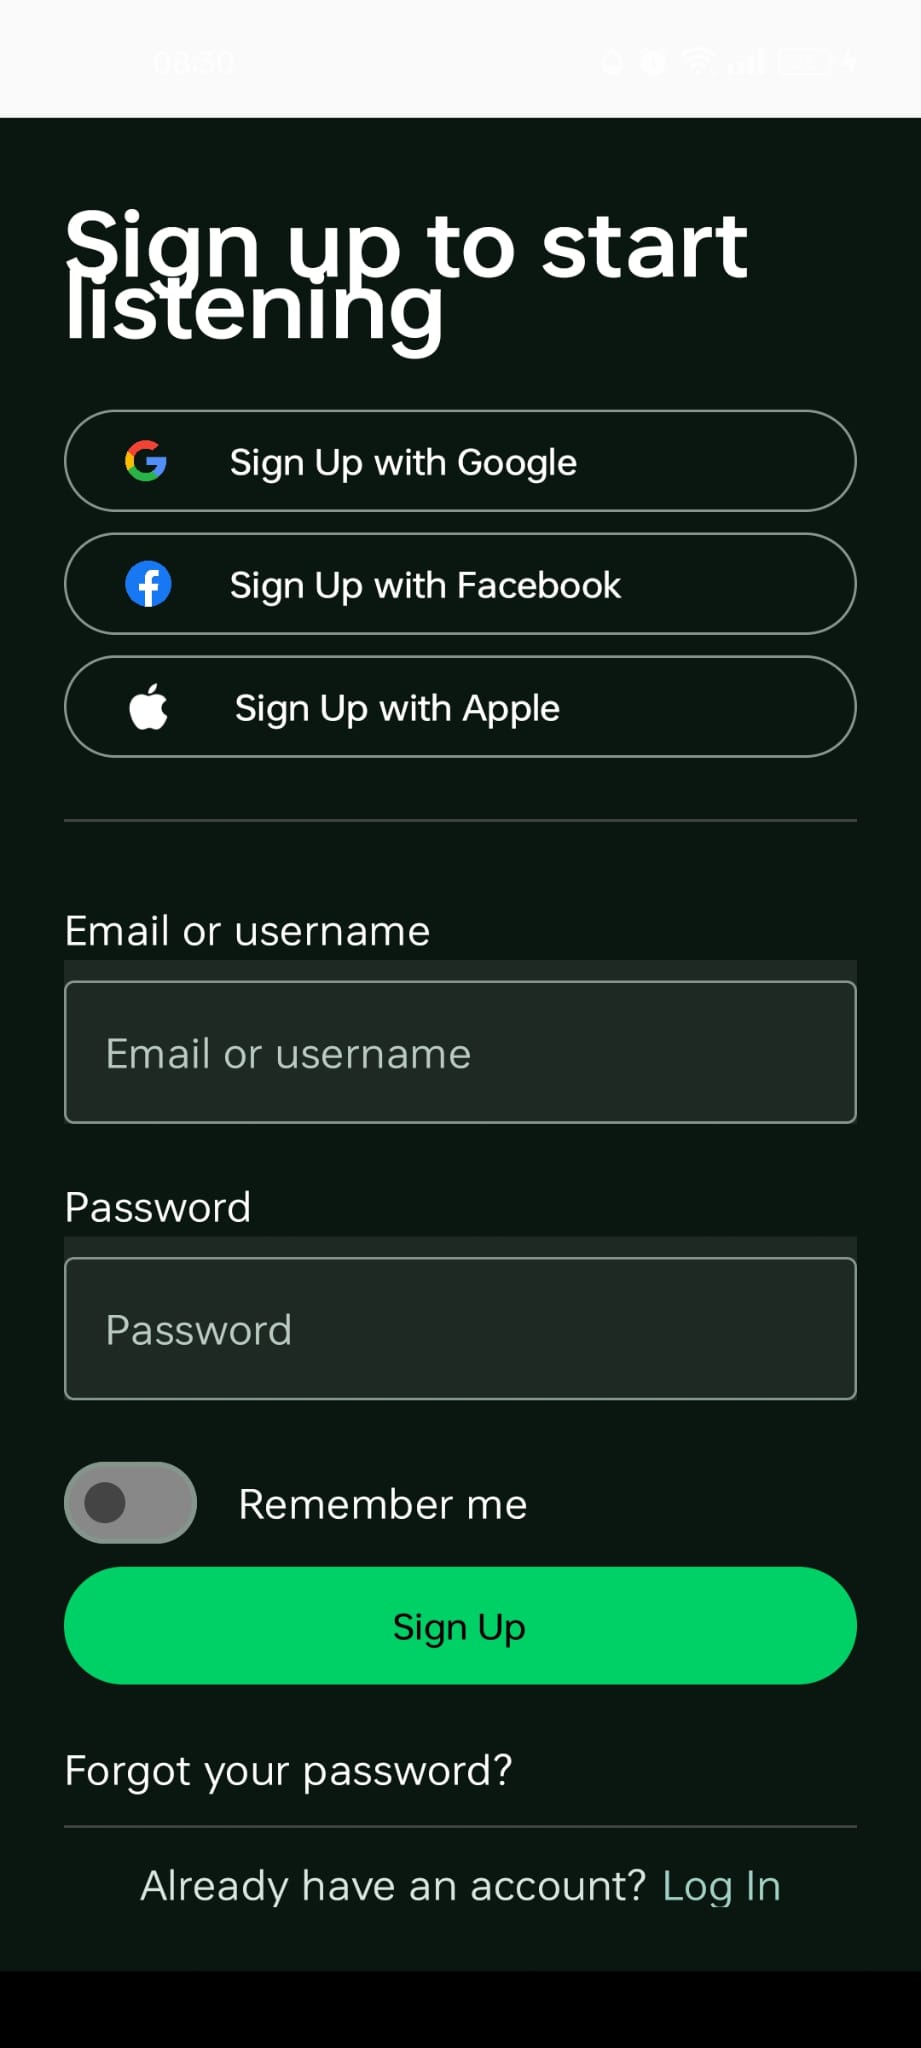 08:30
Sign up to start
listening
Sign Up with Google
Sign Up with Facebook
Sign Up with Apple
Email or username
Email or username
Password
Password
Remember me
Sign Up
Forgot your password?
Already have an account? Log In